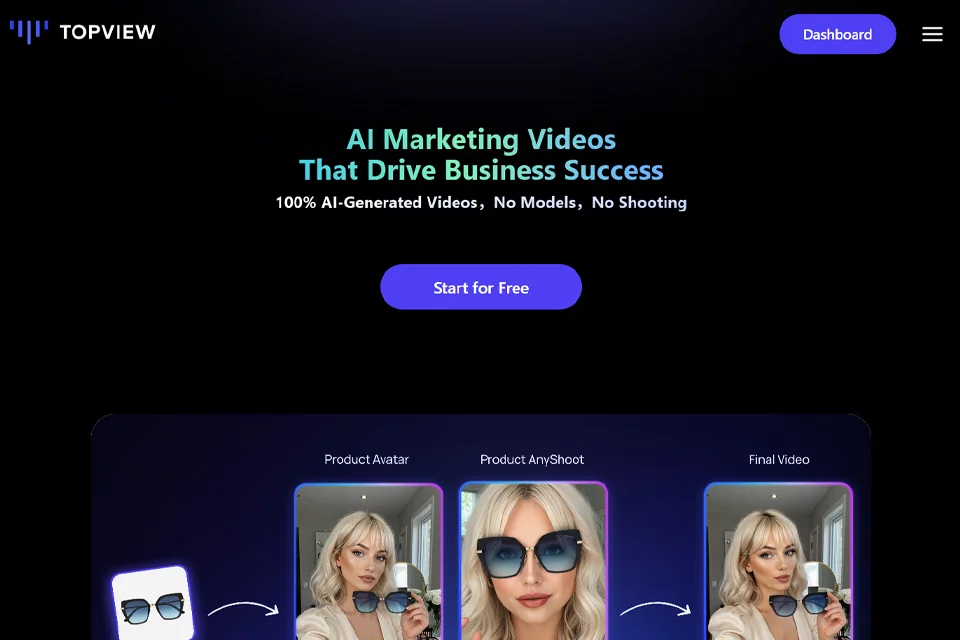 TOPVIEW
Dashboard
AI Marketing Videos
That Drive Business Success
100% AI-Generated Videos，No Models，No Shooting
Start for Free
Product Avatar
Product AnyShoot
Final Video